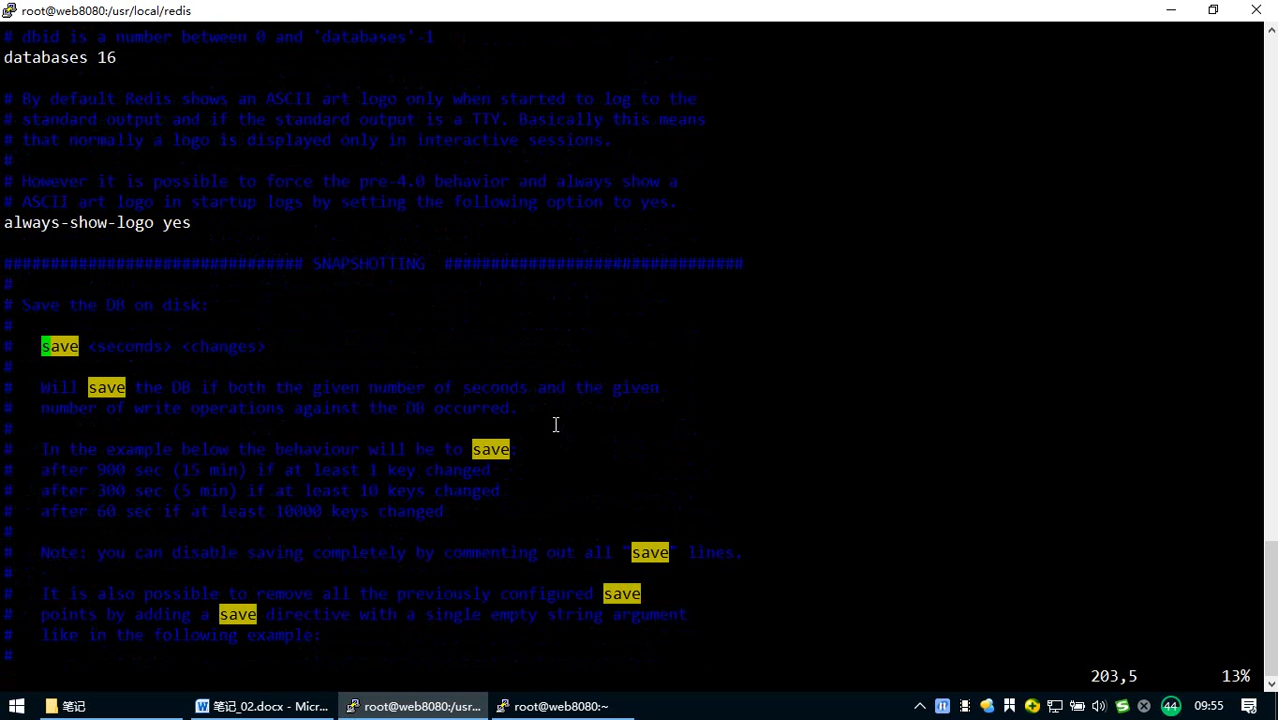 root@web8080:/usr/local/redis
# dbid is a number between 0 and 'databases'-1
databases 16
# By default Redis shows an ASCII art logo only when started to log to the
# standard output and if the standard output is a TTY. Basically this means
# that normally a logo is displayed only in interactive sessions.
#
# However it is possible to force the pre-4.0 behavior and always show a
# ASCII art logo in startup logs by setting the following option to yes.
always-show-logo yes
################################ SNAPSHOTTING  ################################
#
# Save the DB on disk:
#
#   save <seconds> <changes>
#
#   Will save the DB if both the given number of seconds and the given
#   number of write operations against the DB occurred.
#
#   In the example below the behaviour will be to save:
#   after 900 sec (15 min) if at least 1 key changed
#   after 300 sec (5 min) if at least 10 keys changed
#   after 60 sec if at least 10000 keys changed
#
#   Note: you can disable saving completely by commenting out all "save" lines.
#
#   It is also possible to remove all the previously configured save
#   points by adding a save directive with a single empty string argument
#   like in the following example:
#
203,5 13%
笔记 笔记_02.docx - Micr... root@web8080:/usr... root@web8080:~ 44 09:55